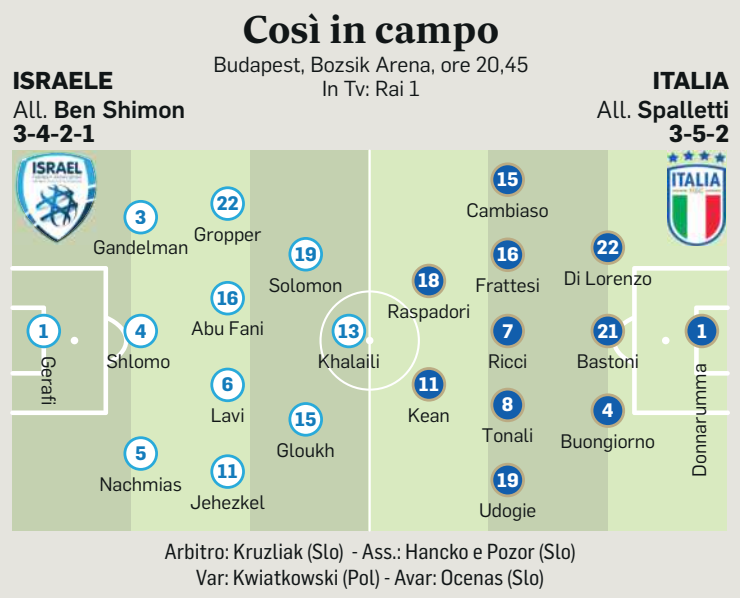 Così in campo
Budapest, Bozsik Arena, ore 20,45
In Tv: Rai 1
ISRAELE
All. Ben Shimon
3-4-2-1
ITALIA
All. Spalletti
3-5-2
ISRAEL
ITALIA
1
Gerafi
3
Gandelman
4
Shlomo
5
Nachmias
22
Gropper
16
Abu Fani
6
Lavi
11
Jehezkel
19
Solomon
15
Gloukh
13
Khalaili
18
Raspadori
11
Kean
15
Cambiaso
16
Frattesi
7
Ricci
8
Tonali
19
Udogie
22
Di Lorenzo
21
Bastoni
4
Buongiorno
1
Donnarumma
Arbitro: Kruzliak (Slo) - Ass.: Hancko e Pozor (Slo)
Var: Kwiatkowski (Pol) - Avar: Ocenas (Slo)